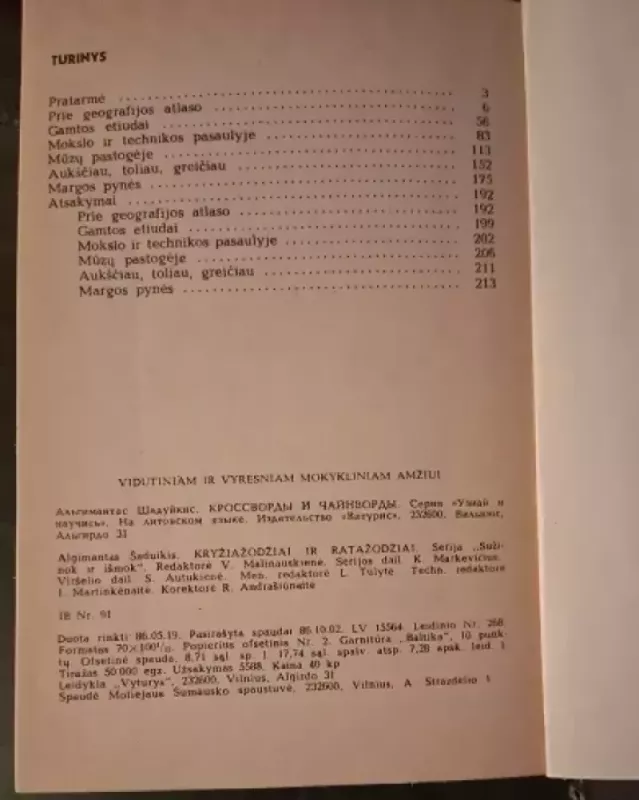 TURINYS
Pratarmė 3
Prie geografijos atlaso 6
Gamtos etiudai 56
Mokslo ir technikos pasaulyje 83
Mūzų pastogėje 113
Aukščiau, toliau, greičiau 152
Margos pynės 175
Atsakymai 192
Prie geografijos atlaso 192
Gamtos etiudai 199
Mokslo ir technikos pasaulyje 202
Mūzų pastogėje 206
Aukščiau, toliau, greičiau 211
Margos pynės 213
VIDUTINIAM IR VYRESNIAM MOKYKLINIAM AMŽIUI
Альгимантас Шадуйкис. КРОССВОРДЫ И ЧАЙНВОРДЫ. Серия «Узнай и
научись». На литовском языке. Издательство «Витурис», 232600, Вильнюс,
Альгирдо 31
Algimantas Šaduikis. KRYŽIAŽODŽIAI IR RATAŽODŽIAI. Serija „Suži-
nok ir išmok". Redaktorė V. Malinauskienė. Serijos dail. K. Markevičius.
Viršelio dail. S. Autukienė. Men. redaktorė L. Tulytė. Techn. redaktorė
I. Martinkėnaitė. Korektorė R. Andrašiūnaitė
IB Nr. 91
Duota rinkti 86.05.19. Pasirašyta spaudai 86.10.02. LV 15564. Leidinio Nr. 268.
Formatas 70×100¹/₃₂. Popierius ofsetinis Nr. 2. Garnitūra „Baltika", 10 punk-
tų. Ofsetinė spauda. 8,71 sąl. sp. l. 17,74 sąl. spalv. atsp. 7,28 apsk. leid. l.
Tiražas 50 000 egz. Užsakymas 5588. Kaina 40 kp
Leidykla „Vyturys", 232600, Vilnius, Algirdo 31
Spaudė Motiejaus Šumausko spaustuvė, 232600, Vilnius, A. Strazdelio 1